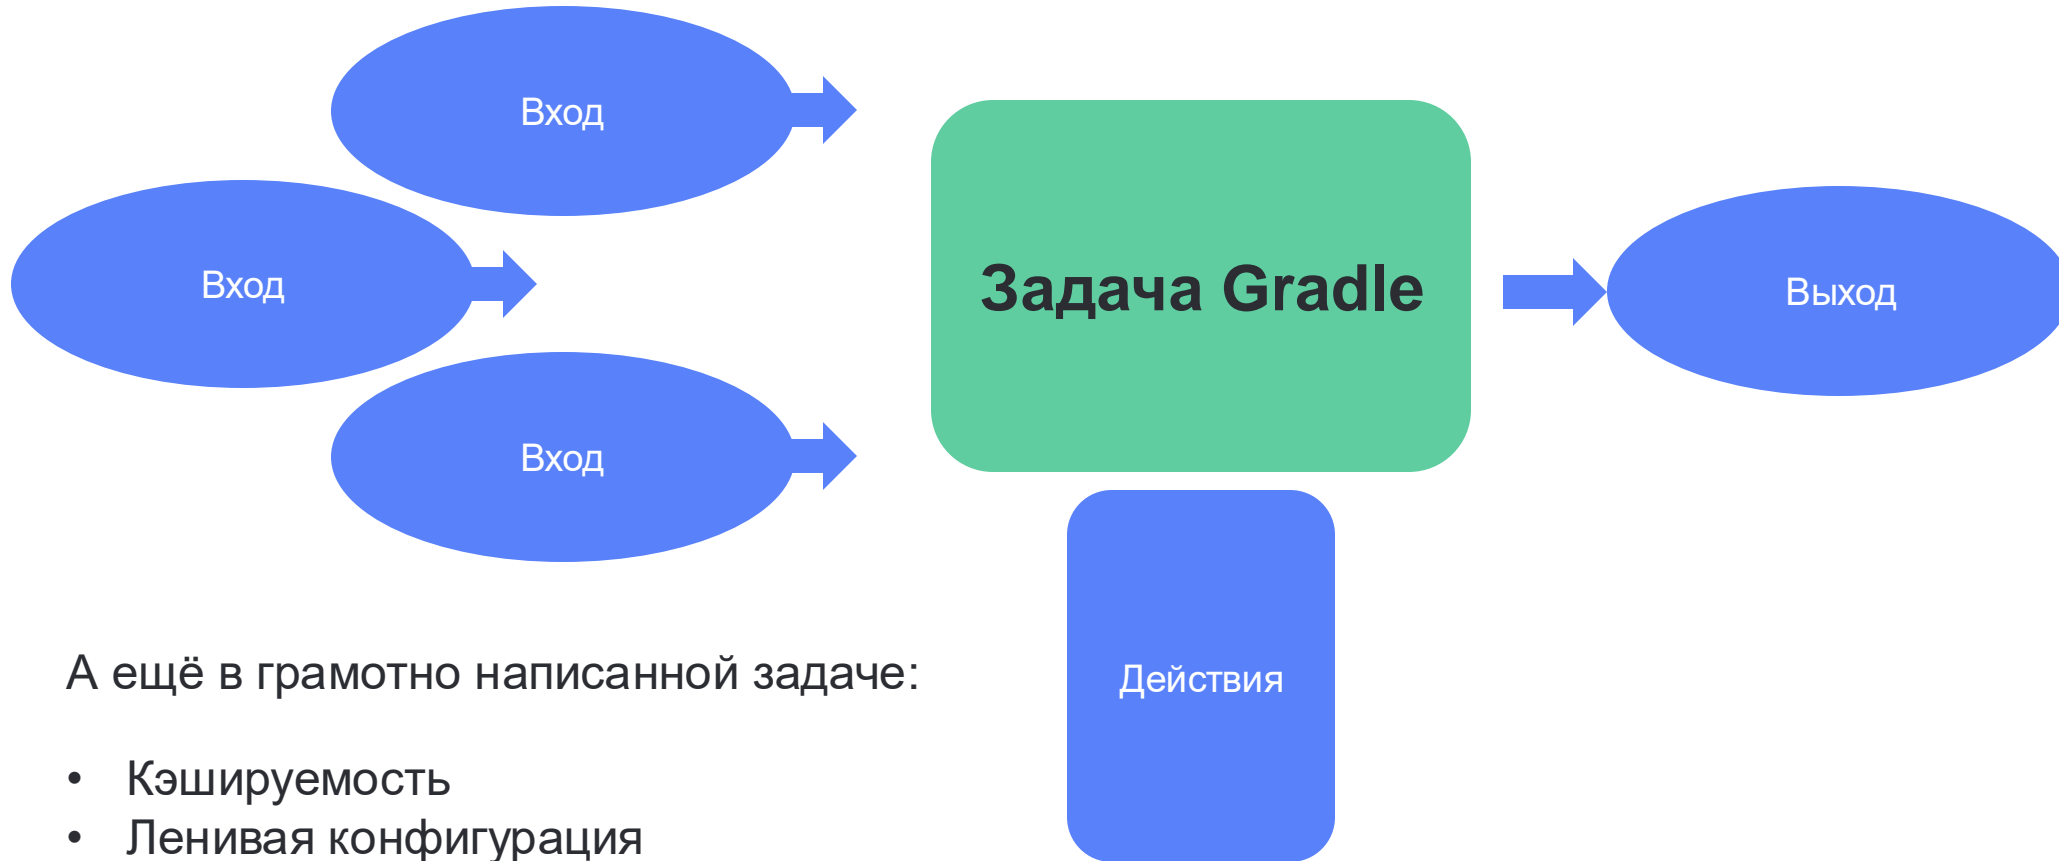 Вход
Вход
Вход
Задача Gradle
Выход
Действия
А ещё в грамотно написанной задаче:
• Кэшируемость
• Ленивая конфигурация